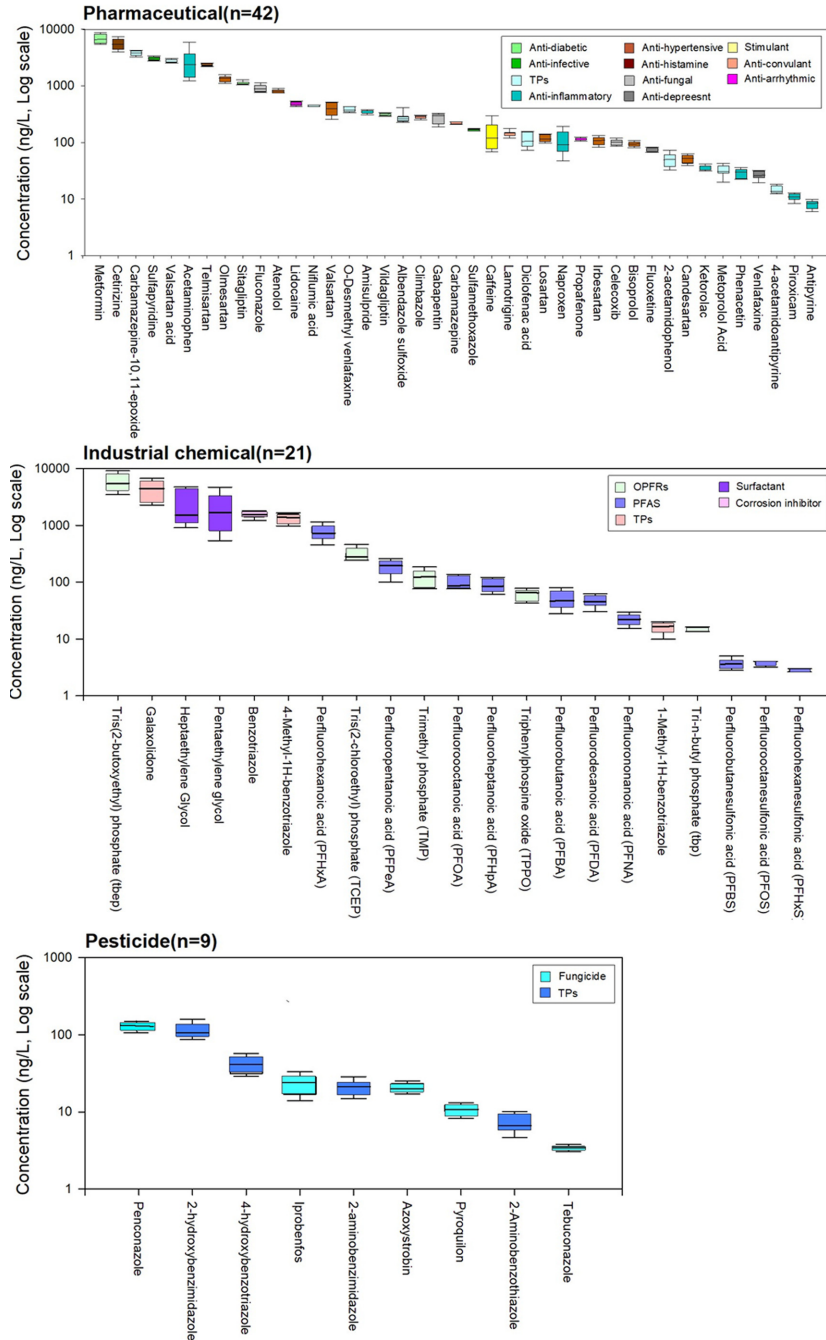 Pharmaceutical(n=42)
Concentration (ng/L, Log scale)
10000
1000
100
10
1
Anti-diabetic
Anti-infective
TPs
Anti-inflammatory
Anti-hypertensive
Anti-histamine
Anti-fungal
Anti-depreesnt
Stimulant
Anti-convulant
Anti-arrhythmic
Metformin
Cetirizine
Carbamazepine-10,11-epoxide
Sulfapyridine
Valsartan acid
Acetaminophen
Telmisartan
Olmesartan
Sitagliptin
Fluconazole
Atenolol
Lidocaine
Niflumic acid
Valsartan
O-Desmethyl venlafaxine
Amisulpride
Vildagliptin
Albendazole sulfoxide
Climbazole
Gabapentin
Carbamazepine
Sulfamethoxazole
Caffeine
Lamotrigine
Diclofenac acid
Losartan
Naproxen
Propafenone
Irbesartan
Celecoxib
Bisoprolol
Fluoxetine
2-acetamidophenol
Candesartan
Ketorolac
Metoprolol Acid
Phenacetin
Venlafaxine
4-acetamidoantipyrine
Piroxicam
Antipyrine
Industrial chemical(n=21)
Concentration (ng/L, Log scale)
10000
1000
100
10
1
OPFRs
PFAS
TPs
Surfactant
Corrosion inhibitor
Tris(2-butoxyethyl) phosphate (tbep)
Galaxolidone
Heptaethylene Glycol
Pentaethylene glycol
Benzotriazole
4-Methyl-1H-benzotriazole
Perfluorohexanoic acid (PFHxA)
Tris(2-chloroethyl) phosphate (TCEP)
Perfluoropentanoic acid (PFPeA)
Trimethyl phosphate (TMP)
Perfluorooctanoic acid (PFOA)
Perfluoroheptanoic acid (PFHpA)
Triphenylphospine oxide (TPPO)
Perfluorobutanoic acid (PFBA)
Perfluorodecanoic acid (PFDA)
Perfluorononanoic acid (PFNA)
1-Methyl-1H-benzotriazole
Tri-n-butyl phosphate (tbp)
Perfluorobutanesulfonic acid (PFBS)
Perfluorooctanesulfonic acid (PFOS)
Perfluorohexanesulfonic acid (PFHxS)
Pesticide(n=9)
Concentration (ng/L, Log scale)
1000
100
10
1
Fungicide
TPs
Penconazole
2-hydroxybenzimidazole
4-hydroxybenzotriazole
Iprobenfos
2-aminobenzimidazole
Azoxystrobin
Pyroquilon
2-Aminobenzothiazole
Tebuconazole